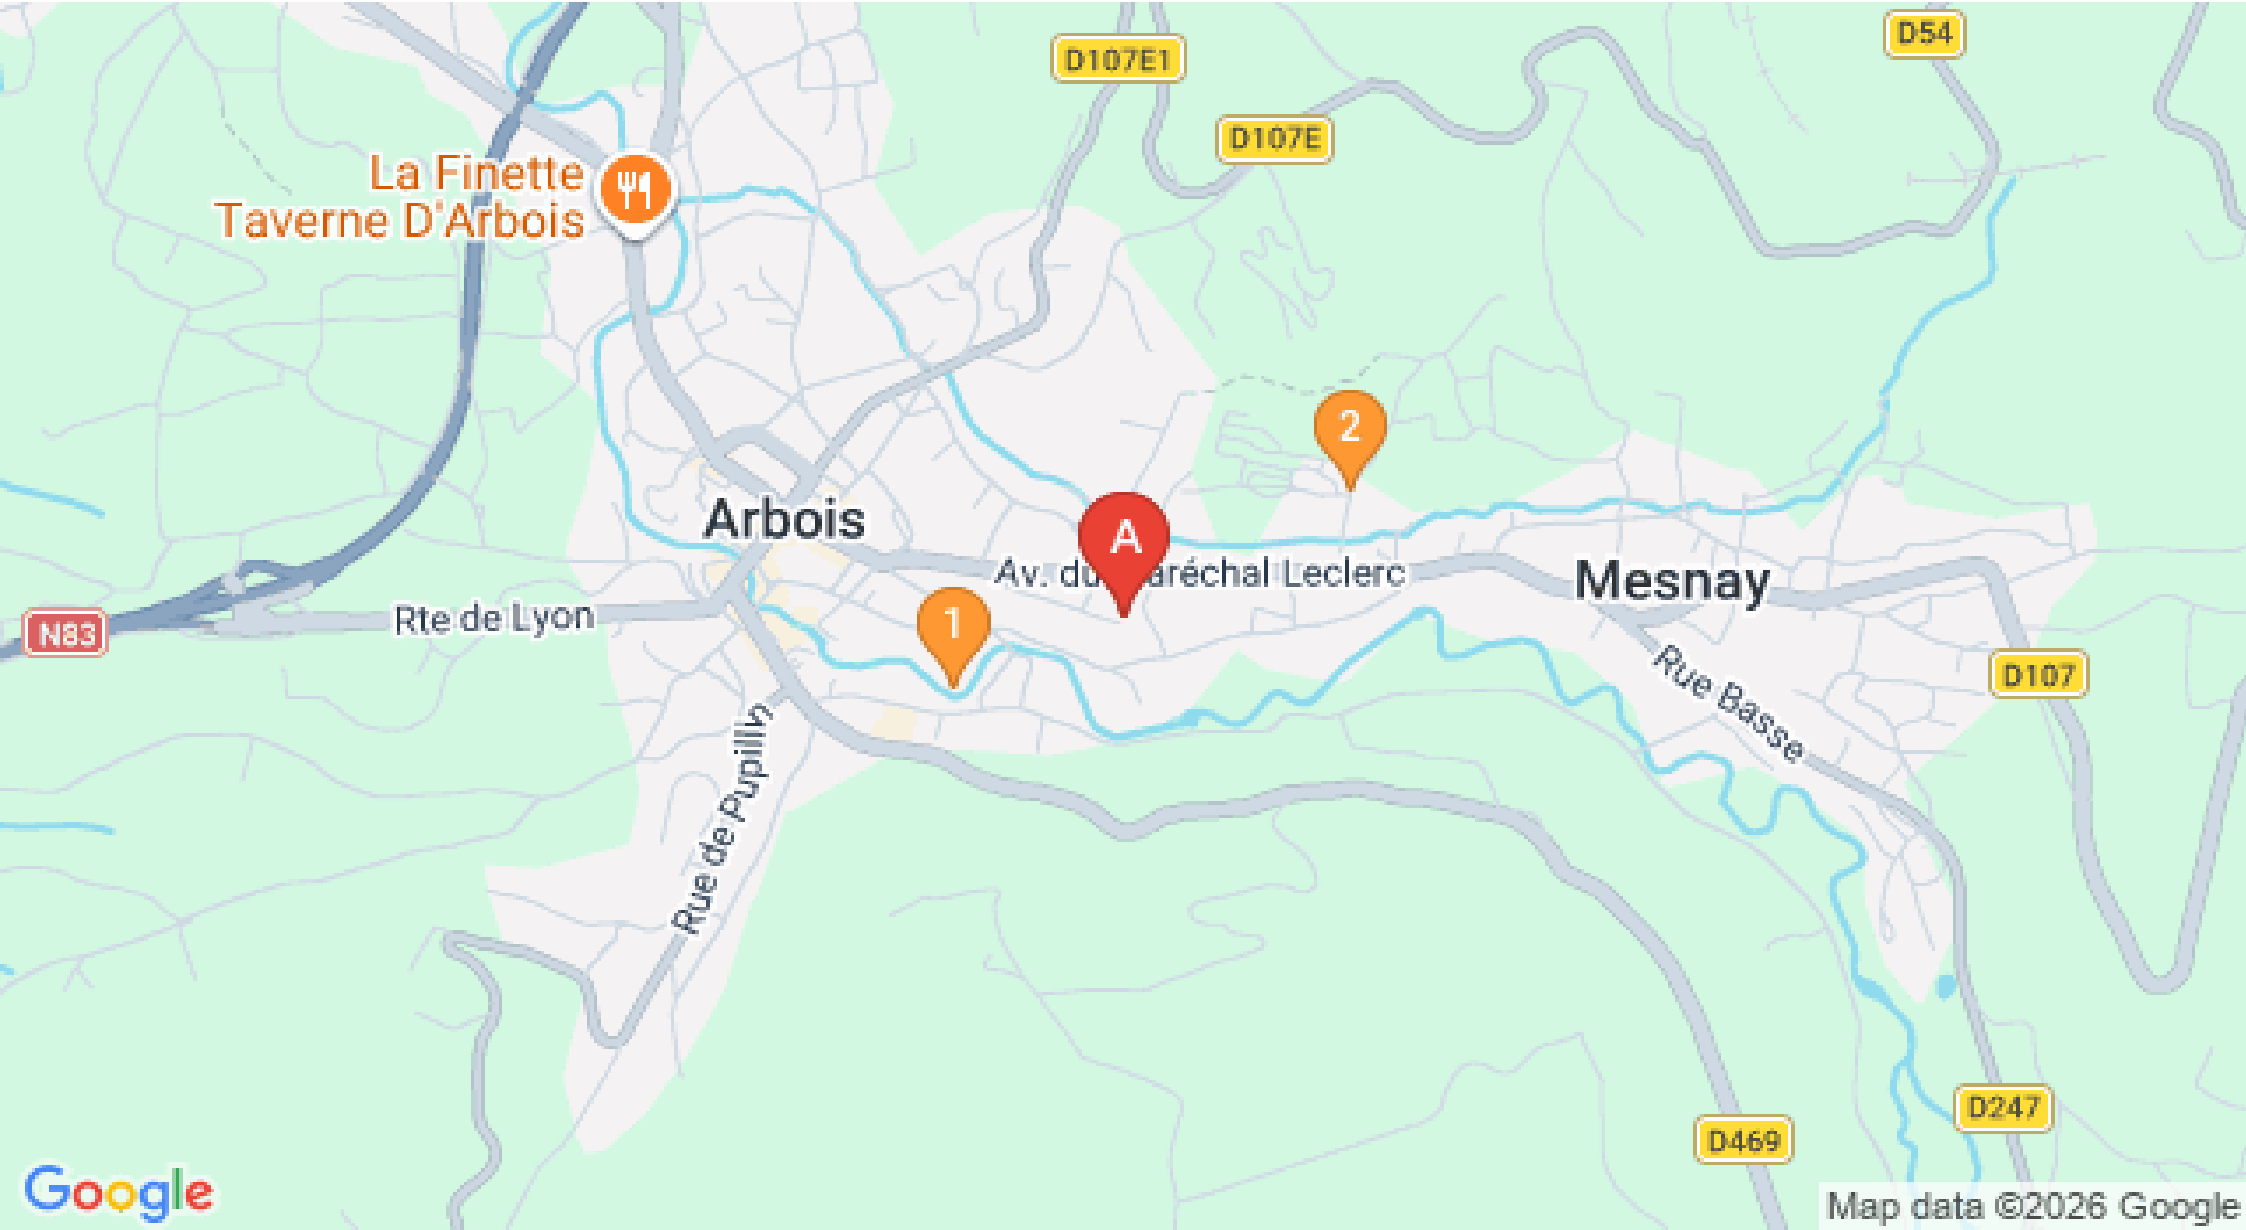 D54
D107E1
D107E
La Finette
Taverne D'Arbois
2
Arbois
A
Av. du Maréchal Leclerc
Mesnay
1
Rte de Lyon
N83
Rue Basse
D107
Rue de Pupillin
D247
D469
Google
Map data ©2026 Google